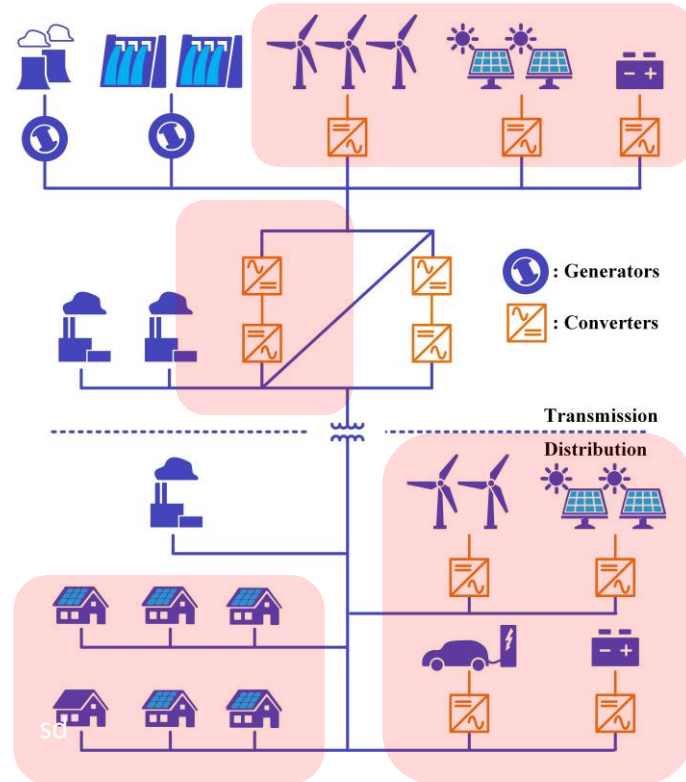 : Generators
: Converters
Transmission
Distribution
sd